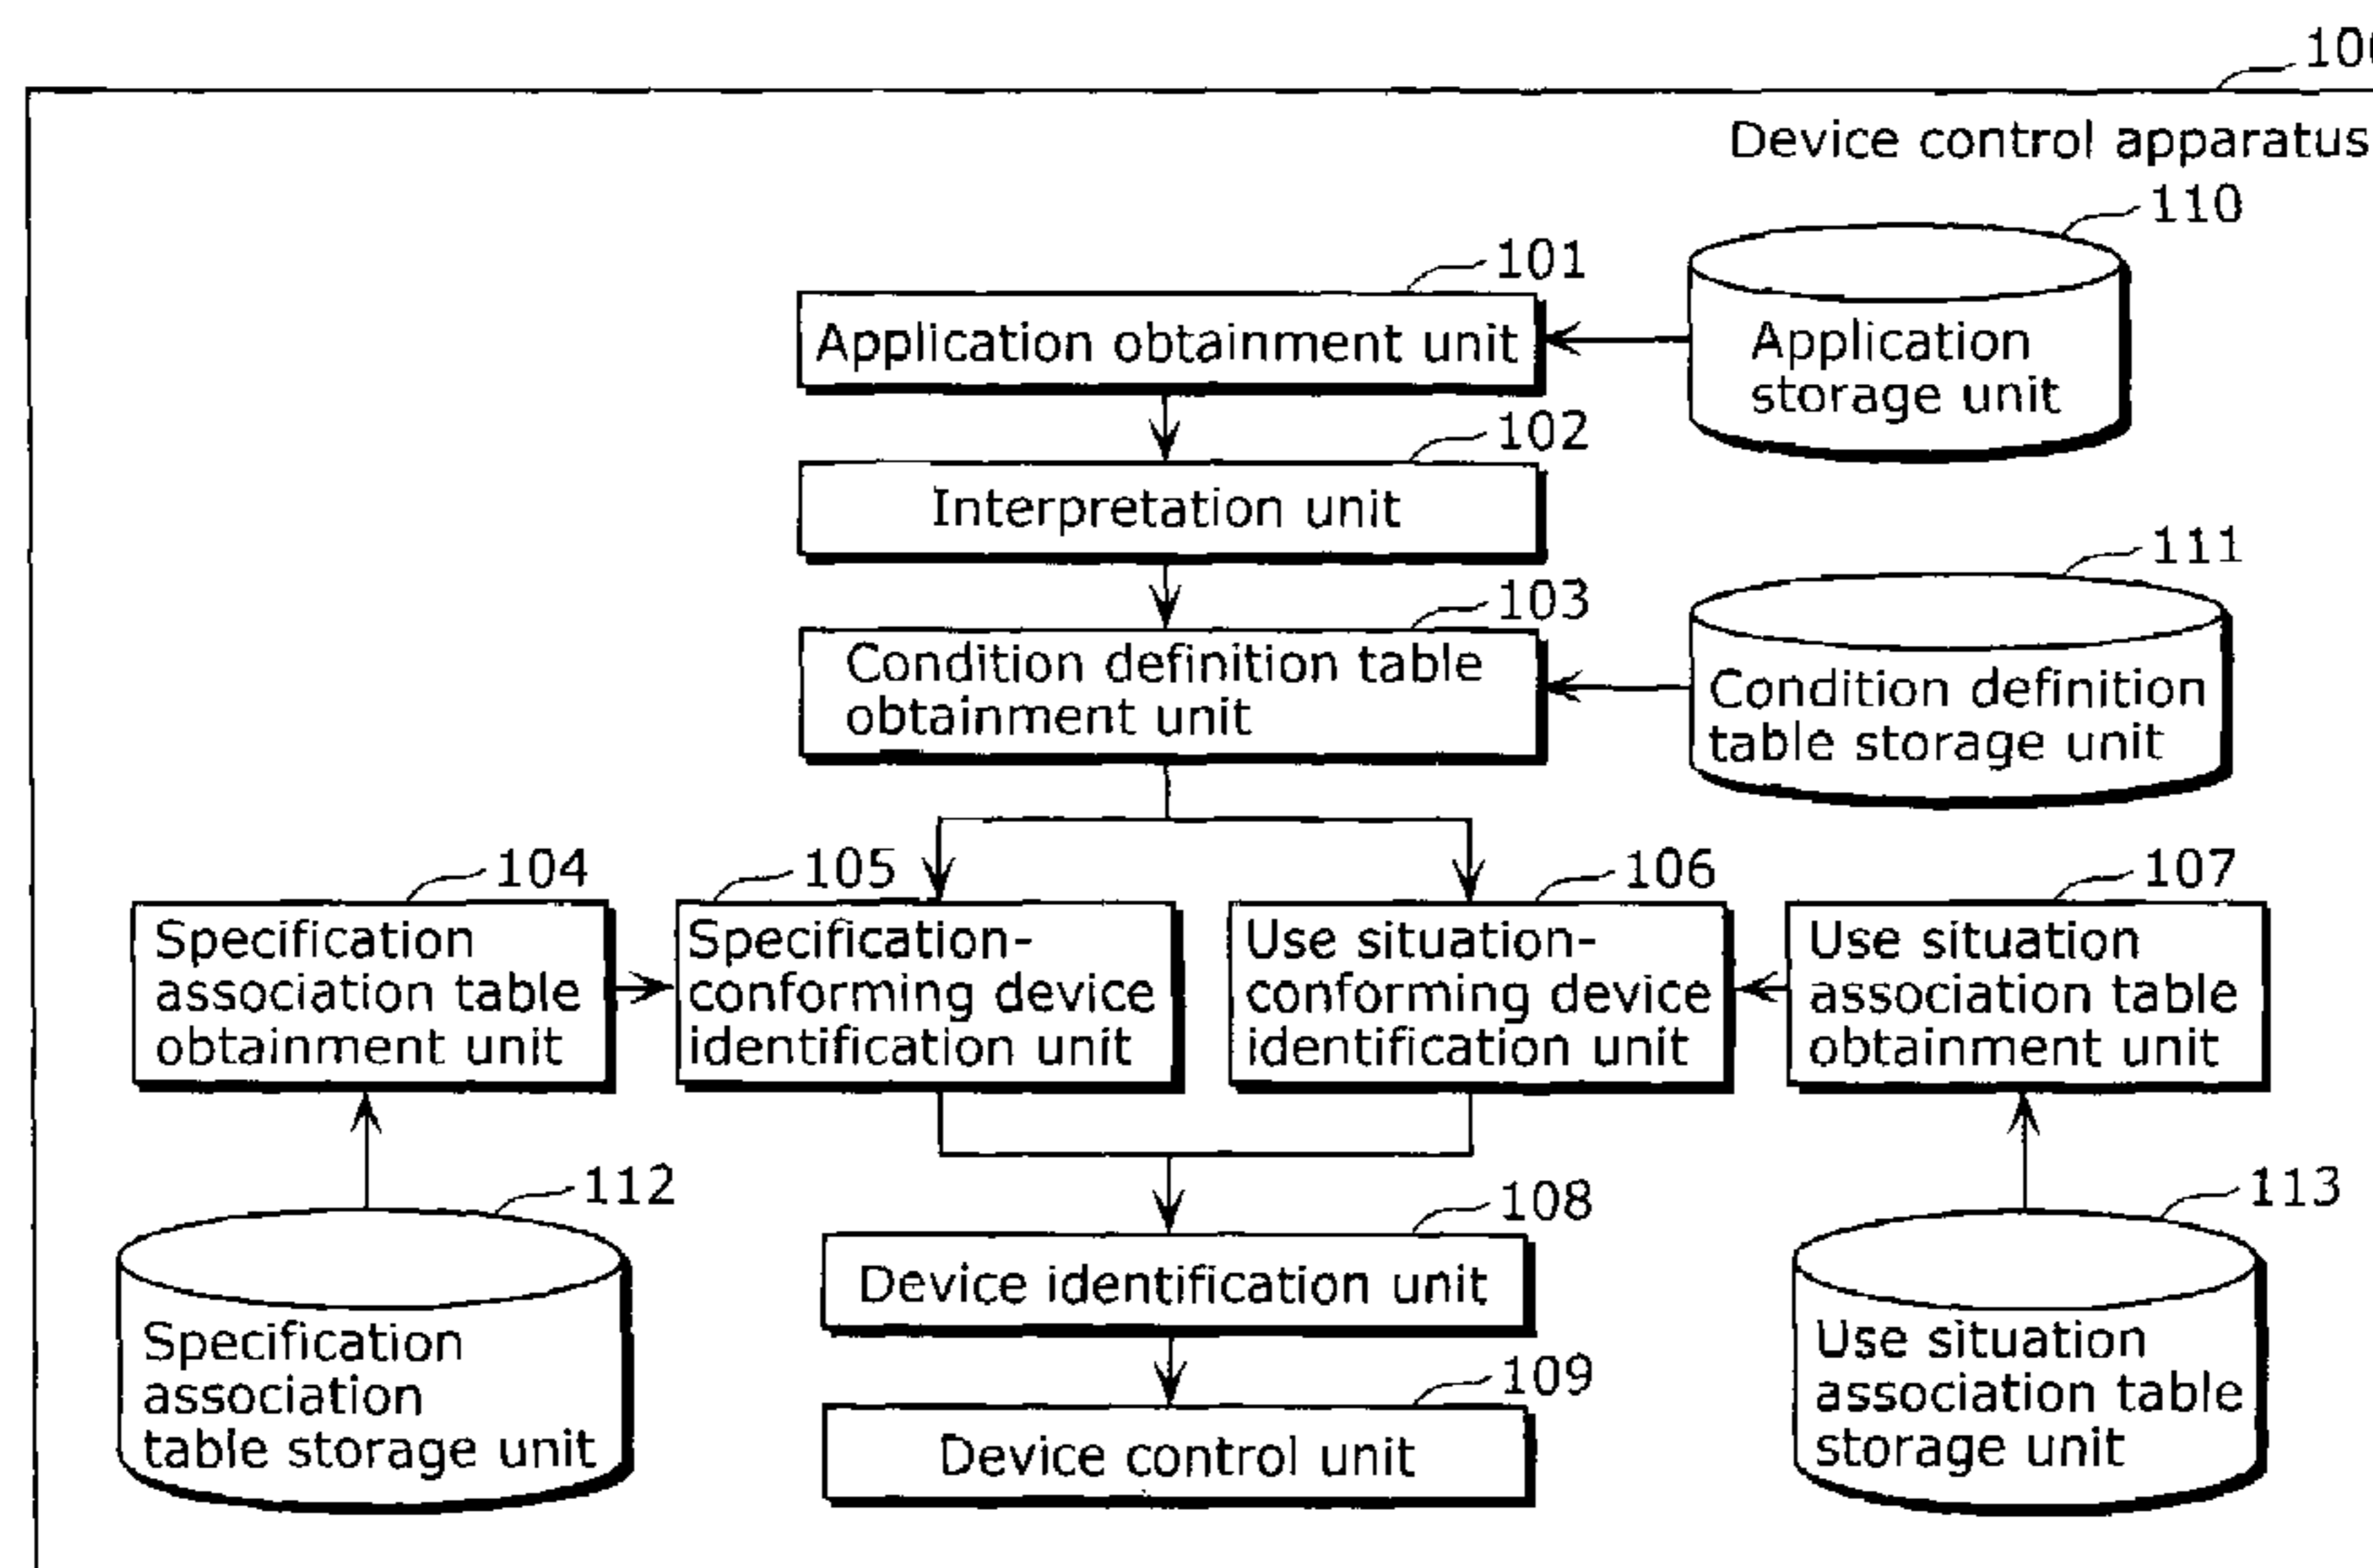 Device control apparatus
110
101
Application obtainment unit
Application
storage unit
102
Interpretation unit
111
103
Condition definition table
obtainment unit
Condition definition
table storage unit
104
105
106
107
Specification
association table
obtainment unit
Specification-
conforming device
identification unit
Use situation-
conforming device
identification unit
Use situation
association table
obtainment unit
112
108
113
Device identification unit
Specification
association
table storage unit
Use situation
association table
storage unit
109
Device control unit